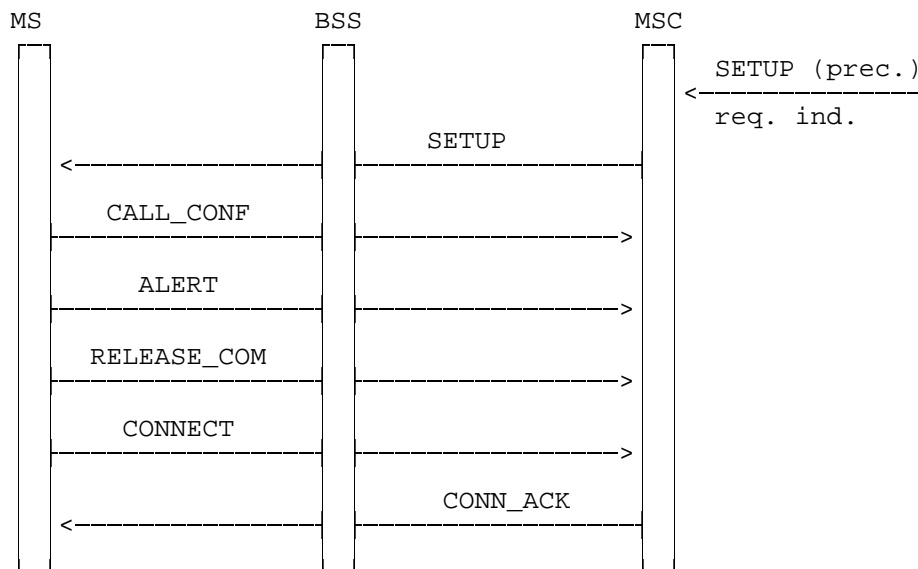 MS BSS MSC
SETUP (prec.)
req. ind.
SETUP
CALL_CONF
ALERT
RELEASE_COM
CONNECT
CONN_ACK